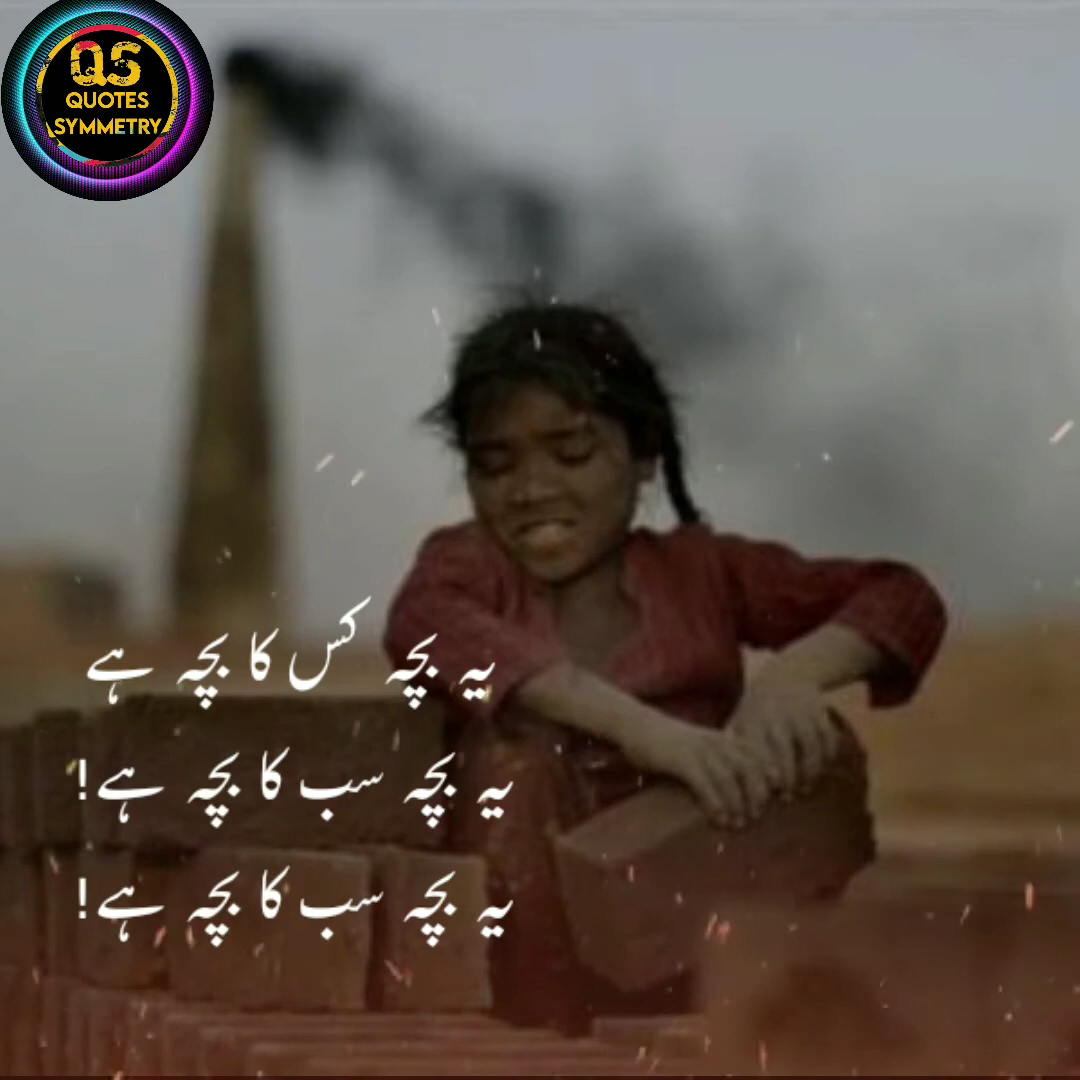 QS
QUOTES
SYMMETRY
یہ بچہ کس کا بچہ ہے
یہ بچہ سب کا بچہ ہے!
یہ بچہ سب کا بچہ ہے!